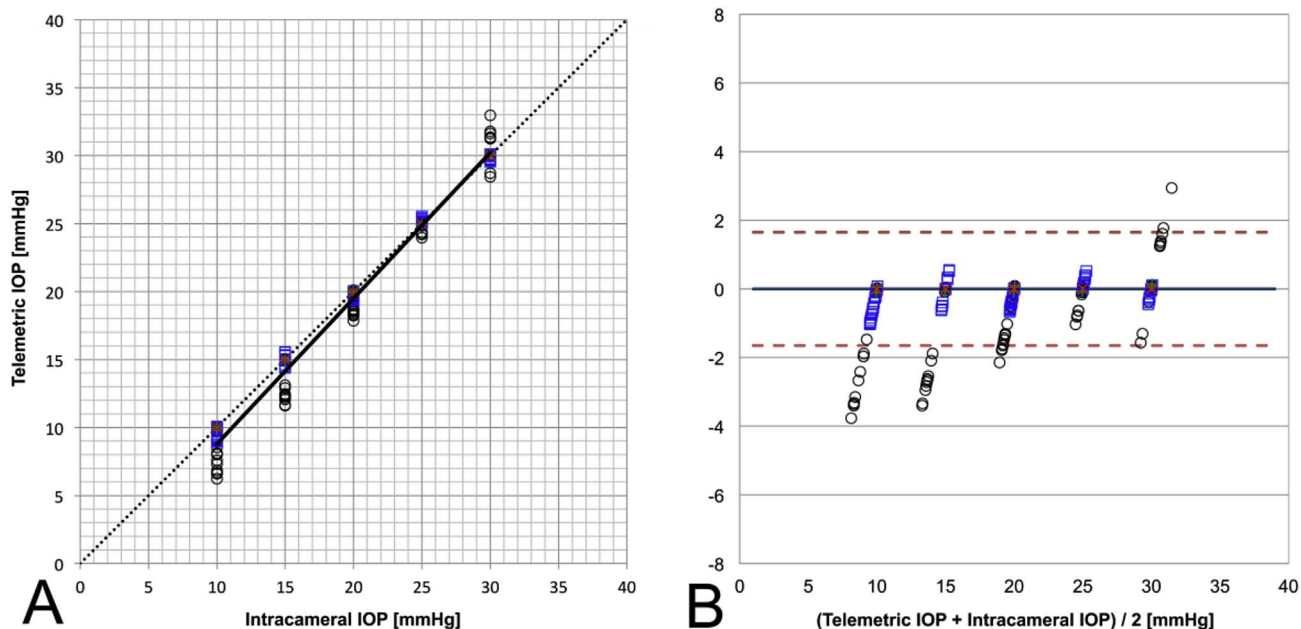 40
35
30
25
20
15
10
5
0
0 5 10 15 20 25 30 35 40
Telemetric IOP [mmHg]
Intracameral IOP [mmHg]
A
8
6
4
2
0
-2
-4
-6
-8
0 5 10 15 20 25 30 35 40
(Telemetric IOP + Intracameral IOP) / 2 [mmHg]
B